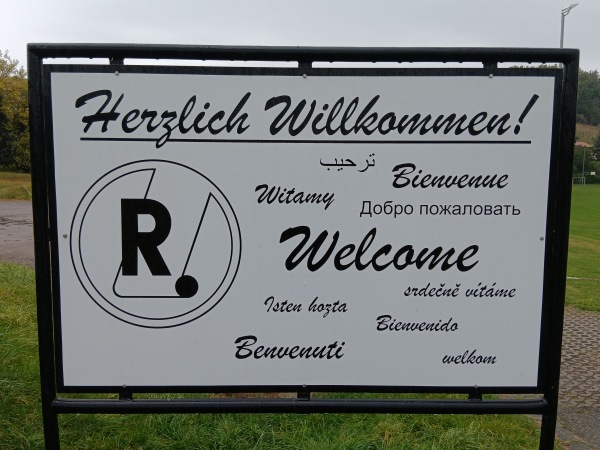 Herzlich Willkommen!
ترحيب
Bienvenue
Witamy
Добро пожаловать
R
Welcome
srdečně vítáme
Isten hozta
Bienvenido
Benvenuti
welkom